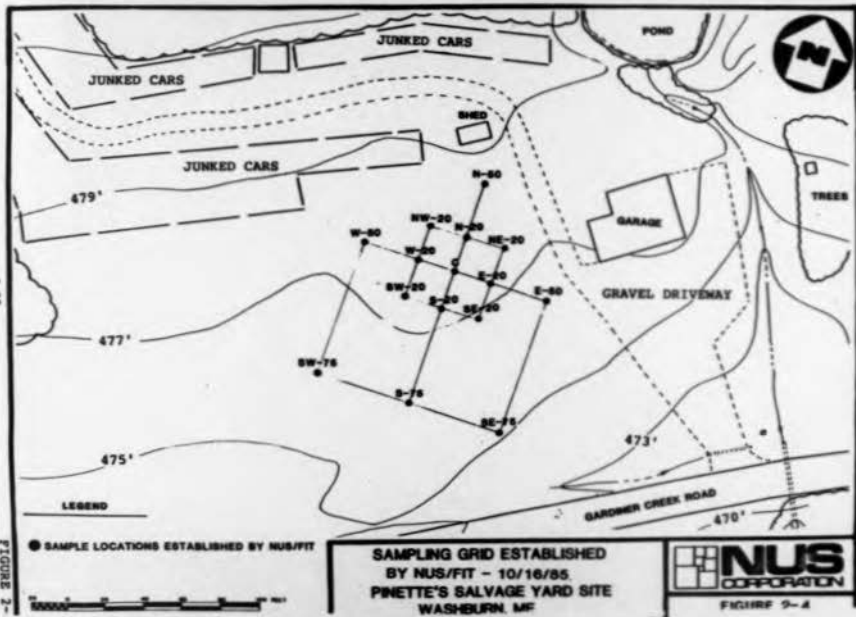 POND
N
JUNKED CARS
JUNKED CARS
SHED
JUNKED CARS
TREES
N-50
479'
GARAGE
NW-20
N-20
W-50
NE-20
W-20
C
E-20
SW-20
E-50
GRAVEL DRIVEWAY
S-20
SE-20
477'
SW-75
S-75
SE-75
473'
475'
GARDINER CREEK ROAD
470'
LEGEND
SAMPLE LOCATIONS ESTABLISHED BY NUS/FIT
SAMPLING GRID ESTABLISHED
BY NUS/FIT - 10/16/85
PINETTE'S SALVAGE YARD SITE
WASHBURN, ME
NUS
CORPORATION
FIGURE 2-4
FIGURE 2-